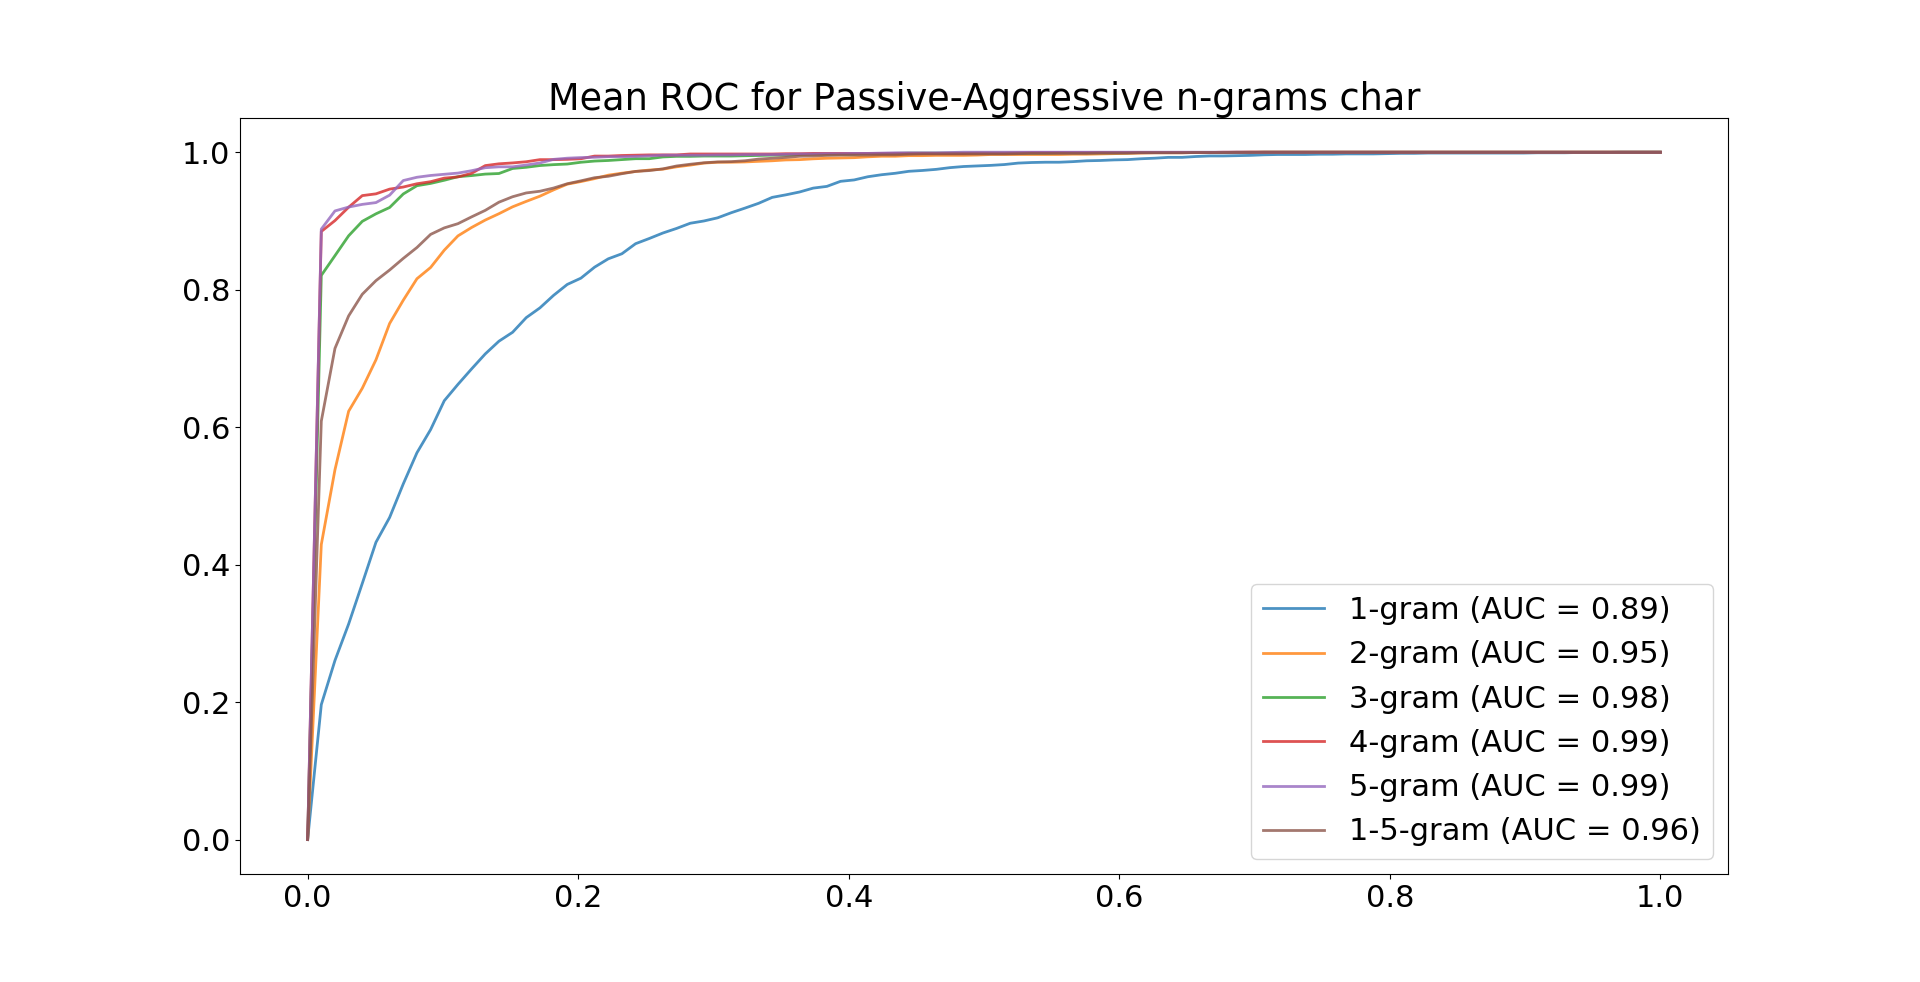 Mean ROC for Passive-Aggressive n-grams char
1.0
0.8
0.6
0.4
0.2
0.0
0.0 0.2 0.4 0.6 0.8 1.0
1-gram (AUC = 0.89)
2-gram (AUC = 0.95)
3-gram (AUC = 0.98)
4-gram (AUC = 0.99)
5-gram (AUC = 0.99)
1-5-gram (AUC = 0.96)